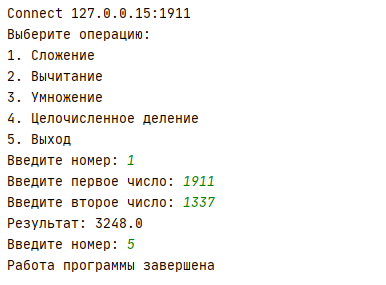 Connect 127.0.0.15:1911
Выберите операцию:
1. Сложение
2. Вычитание
3. Умножение
4. Целочисленное деление
5. Выход
Введите номер: 1
Введите первое число: 1911
Введите второе число: 1337
Результат: 3248.0
Введите номер: 5
Работа программы завершена